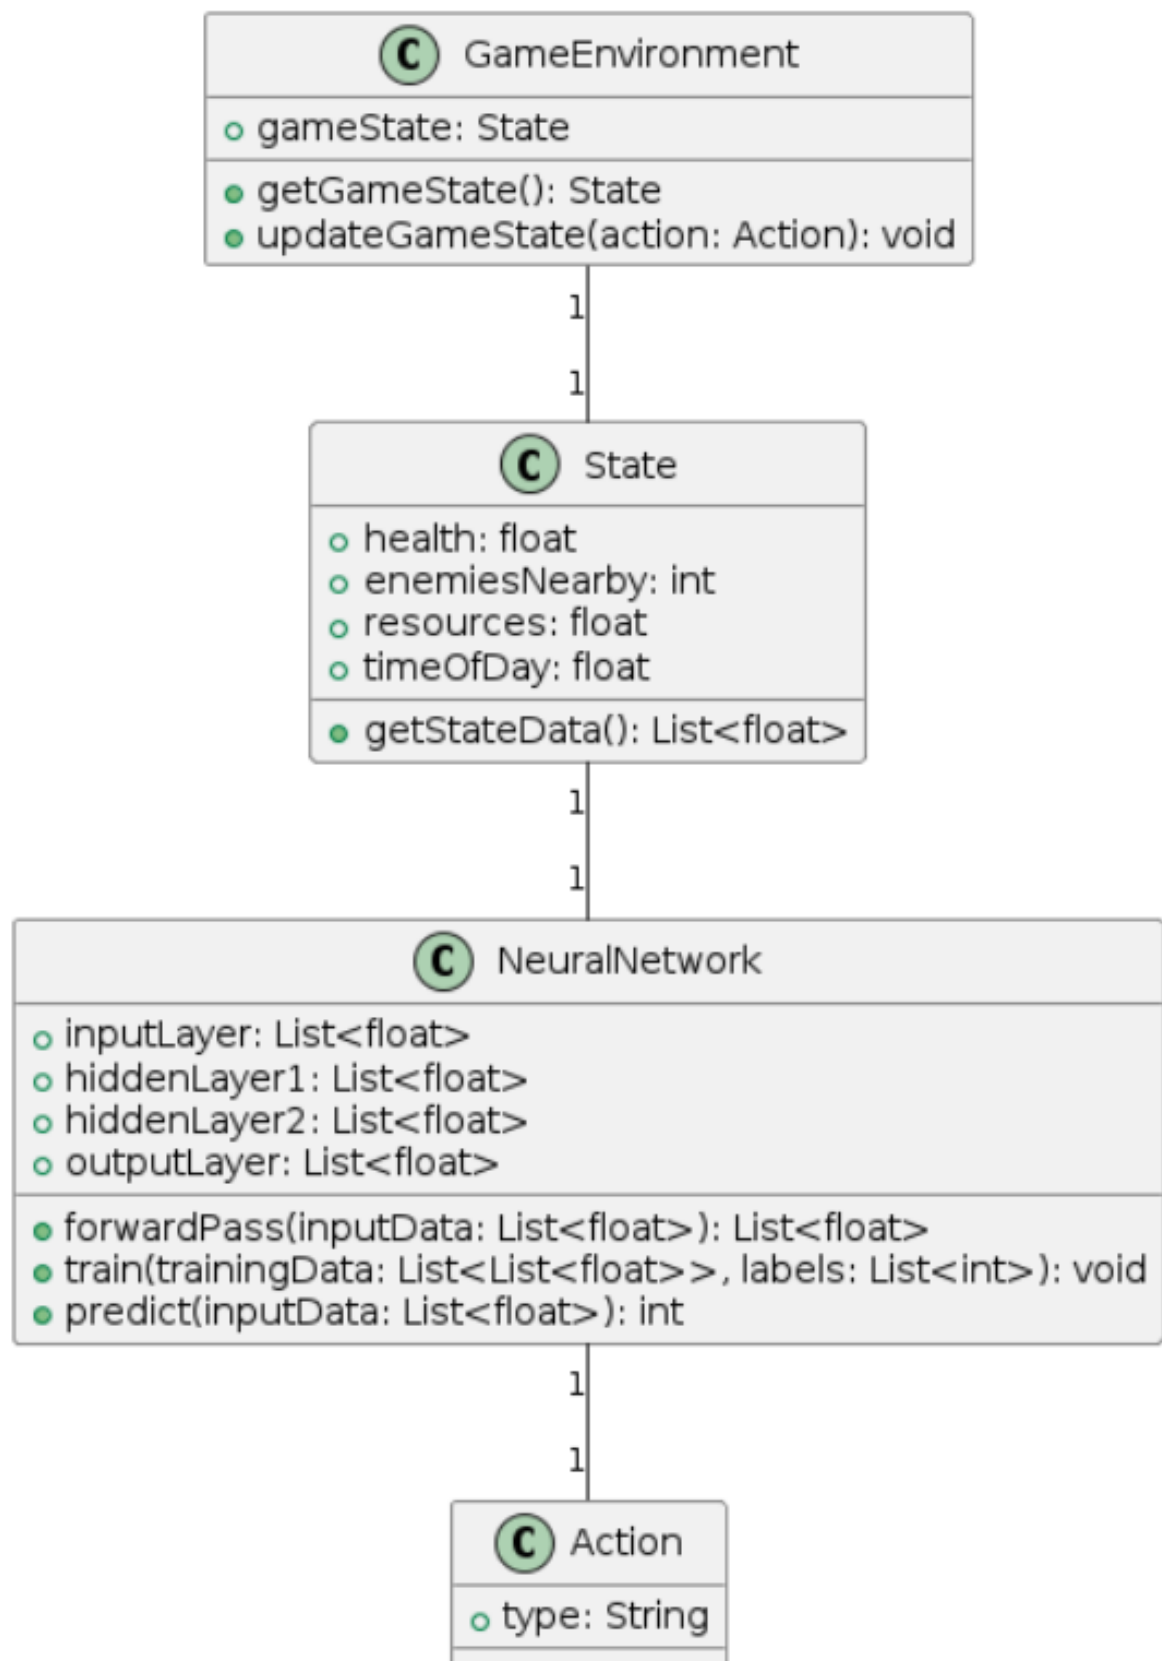 C GameEnvironment
gameState: State
getGameState(): State
updateGameState(action: Action): void
1
1
C State
health: float
enemiesNearby: int
resources: float
timeOfDay: float
getStateData(): List<float>
1
1
C NeuralNetwork
inputLayer: List<float>
hiddenLayer1: List<float>
hiddenLayer2: List<float>
outputLayer: List<float>
forwardPass(inputData: List<float>): List<float>
train(trainingData: List<List<float>>, labels: List<int>): void
predict(inputData: List<float>): int
1
1
C Action
type: String